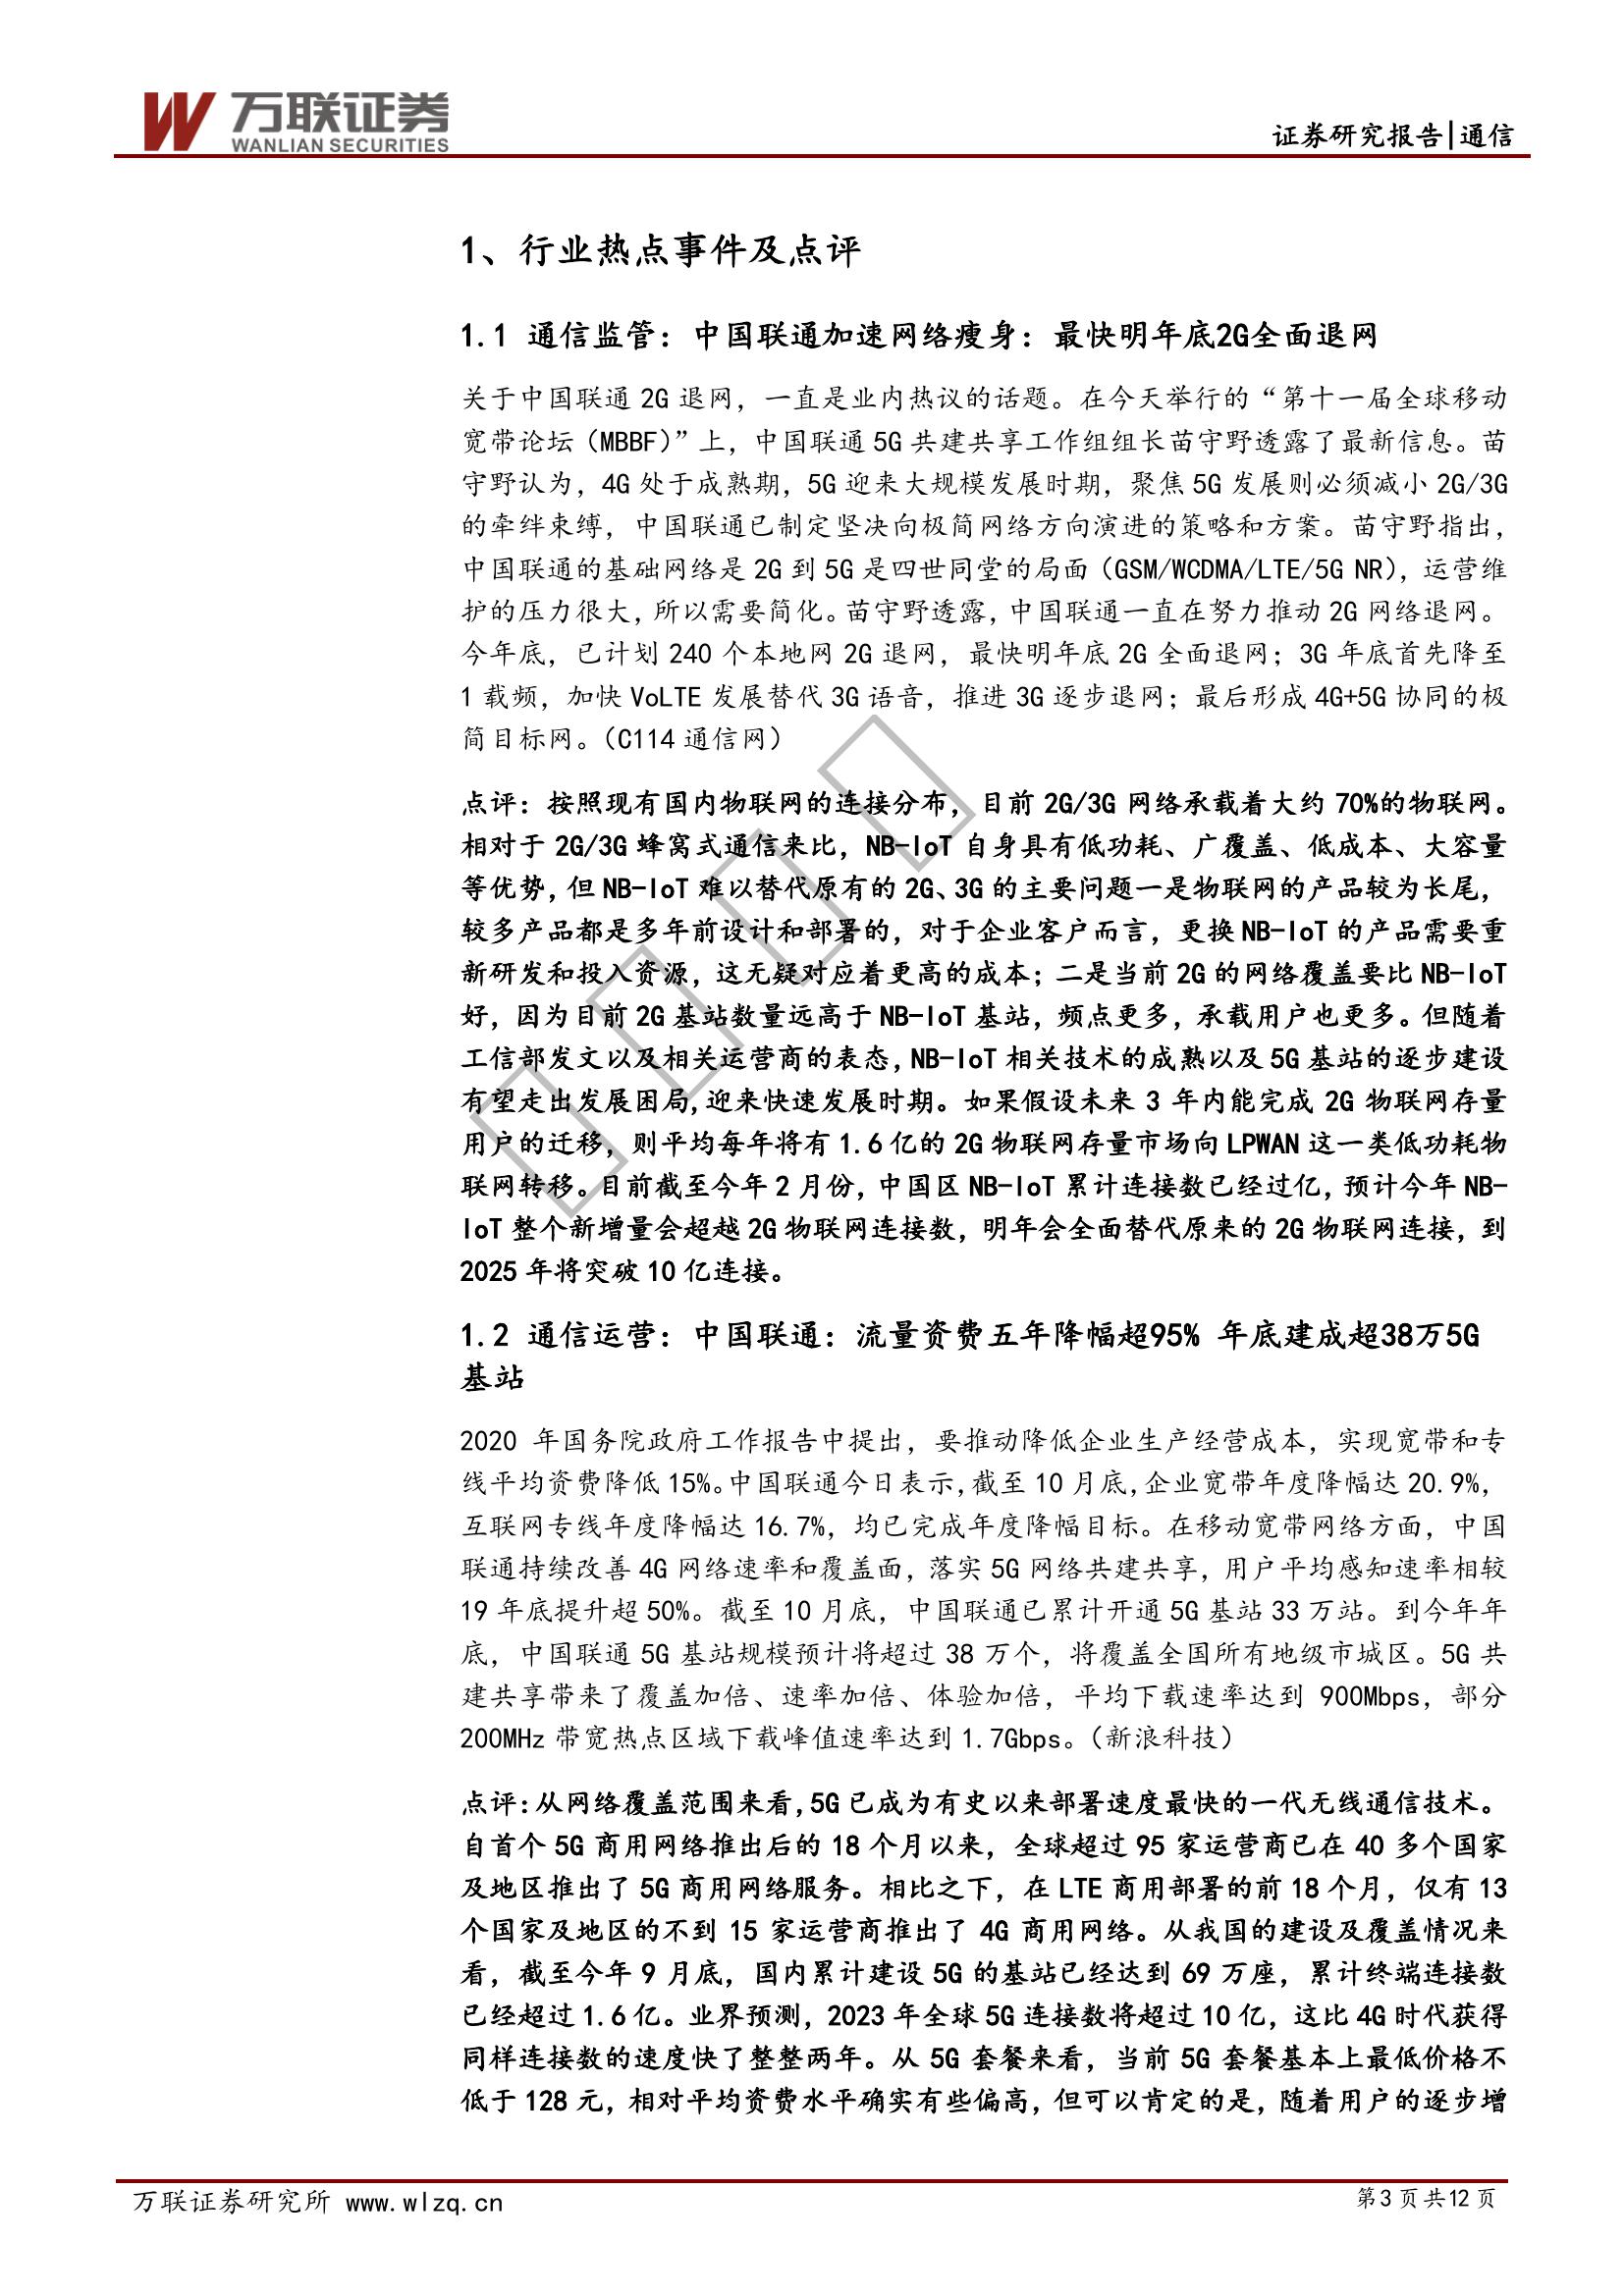 万联证券
WANLIAN SECURITIES
证券研究报告|通信
1、行业热点事件及点评
1.1 通信监管：中国联通加速网络瘦身：最快明年底2G全面退网
关于中国联通 2G 退网，一直是业内热议的话题。在今天举行的“第十一届全球移动
宽带论坛（MBBF）”上，中国联通 5G 共建共享工作组组长苗守野透露了最新信息。苗
守野认为，4G 处于成熟期，5G 迎来大规模发展时期，聚焦 5G 发展则必须减小 2G/3G
的牵绊束缚，中国联通已制定坚决向极简网络方向演进的策略和方案。苗守野指出，
中国联通的基础网络是 2G 到 5G 是四世同堂的局面（GSM/WCDMA/LTE/5G NR），运营维
护的压力很大，所以需要简化。苗守野透露，中国联通一直在努力推动 2G 网络退网。
今年底，已计划 240 个本地网 2G 退网，最快明年底 2G 全面退网；3G 年底首先降至
1 载频，加快 VoLTE 发展替代 3G 语音，推进 3G 逐步退网；最后形成 4G+5G 协同的极
简目标网。（C114 通信网）
点评：按照现有国内物联网的连接分布，目前 2G/3G 网络承载着大约 70%的物联网。
相对于 2G/3G 蜂窝式通信来比，NB-IoT 自身具有低功耗、广覆盖、低成本、大容量
等优势，但 NB-IoT 难以替代原有的 2G、3G 的主要问题一是物联网的产品较为长尾，
较多产品都是多年前设计和部署的，对于企业客户而言，更换 NB-IoT 的产品需要重
新研发和投入资源，这无疑对应着更高的成本；二是当前 2G 的网络覆盖要比 NB-IoT
好，因为目前 2G 基站数量远高于 NB-IoT 基站，频点更多，承载用户也更多。但随着
工信部发文以及相关运营商的表态，NB-IoT 相关技术的成熟以及 5G 基站的逐步建设
有望走出发展困局,迎来快速发展时期。如果假设未来 3 年内能完成 2G 物联网存量
用户的迁移，则平均每年将有 1.6 亿的 2G 物联网存量市场向 LPWAN 这一类低功耗物
联网转移。目前截至今年 2 月份，中国区 NB-IoT 累计连接数已经过亿，预计今年 NB-
IoT 整个新增量会超越 2G 物联网连接数，明年会全面替代原来的 2G 物联网连接，到
2025 年将突破 10 亿连接。
1.2 通信运营：中国联通：流量资费五年降幅超95% 年底建成超38万5G
基站
2020 年国务院政府工作报告中提出，要推动降低企业生产经营成本，实现宽带和专
线平均资费降低 15%。中国联通今日表示，截至 10 月底，企业宽带年度降幅达 20.9%，
互联网专线年度降幅达 16.7%，均已完成年度降幅目标。在移动宽带网络方面，中国
联通持续改善 4G 网络速率和覆盖面，落实 5G 网络共建共享，用户平均感知速率相较
19 年底提升超 50%。截至 10 月底，中国联通已累计开通 5G 基站 33 万站。到今年年
底，中国联通 5G 基站规模预计将超过 38 万个，将覆盖全国所有地级市城区。5G 共
建共享带来了覆盖加倍、速率加倍、体验加倍，平均下载速率达到 900Mbps，部分
200MHz 带宽热点区域下载峰值速率达到 1.7Gbps。（新浪科技）
点评：从网络覆盖范围来看，5G 已成为有史以来部署速度最快的一代无线通信技术。
自首个 5G 商用网络推出后的 18 个月以来，全球超过 95 家运营商已在 40 多个国家
及地区推出了 5G 商用网络服务。相比之下，在 LTE 商用部署的前 18 个月，仅有 13
个国家及地区的不到 15 家运营商推出了 4G 商用网络。从我国的建设及覆盖情况来
看，截至今年 9 月底，国内累计建设 5G 的基站已经达到 69 万座，累计终端连接数
已经超过 1.6 亿。业界预测，2023 年全球 5G 连接数将超过 10 亿，这比 4G 时代获得
同样连接数的速度快了整整两年。从 5G 套餐来看，当前 5G 套餐基本上最低价格不
低于 128 元，相对平均资费水平确实有些偏高，但可以肯定的是，随着用户的逐步增
万联证券研究所 www.wlzq.cn
第 3 页 共 12 页